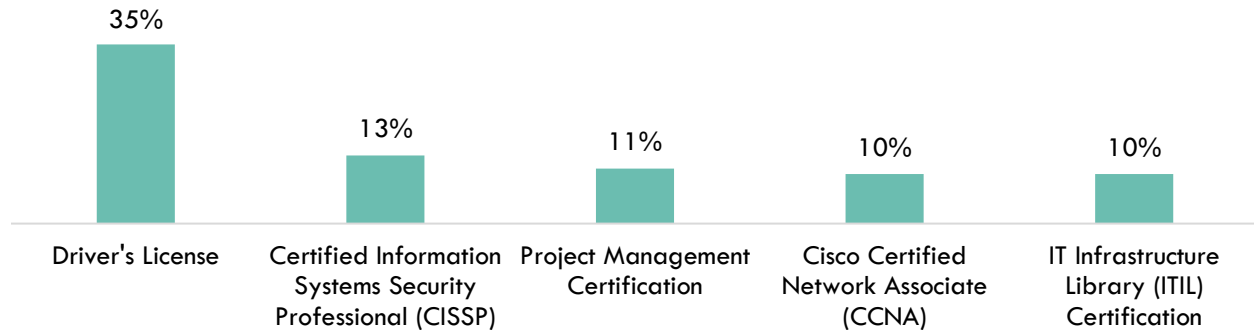 35%
13%
11%
10%
10%
Driver's License
Certified Information
Systems Security
Professional (CISSP)
Project Management
Certification
Cisco Certified
Network Associate
(CCNA)
IT Infrastructure
Library (ITIL)
Certification